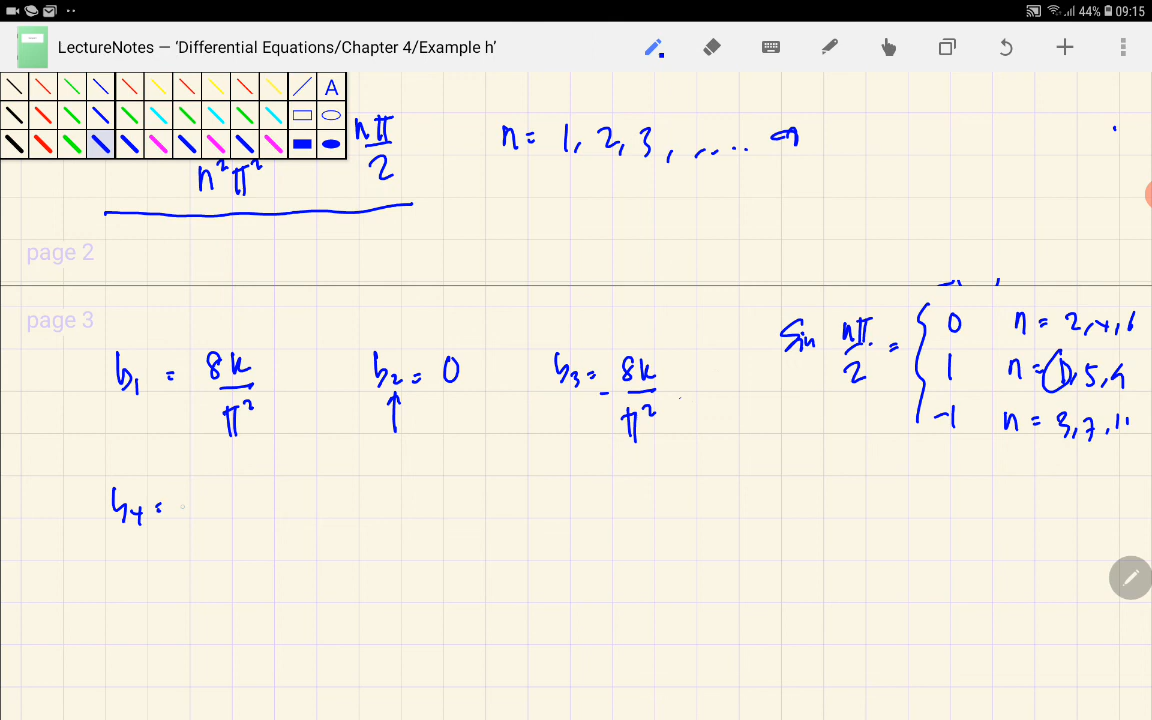 44% 09:15
LectureNotes — ‘Differential Equations/Chapter 4/Example h’
A
n²π² nπ/2 n = 1, 2, 3, .....
page 2
page 3
b₁ = 8k/π² b₂ = 0 b₃ = -8k/π²
Sin nπ/2 = { 0 n = 2, 4, 6
1 n = 1, 5, 9
-1 n = 3, 7, 11
b₄ =